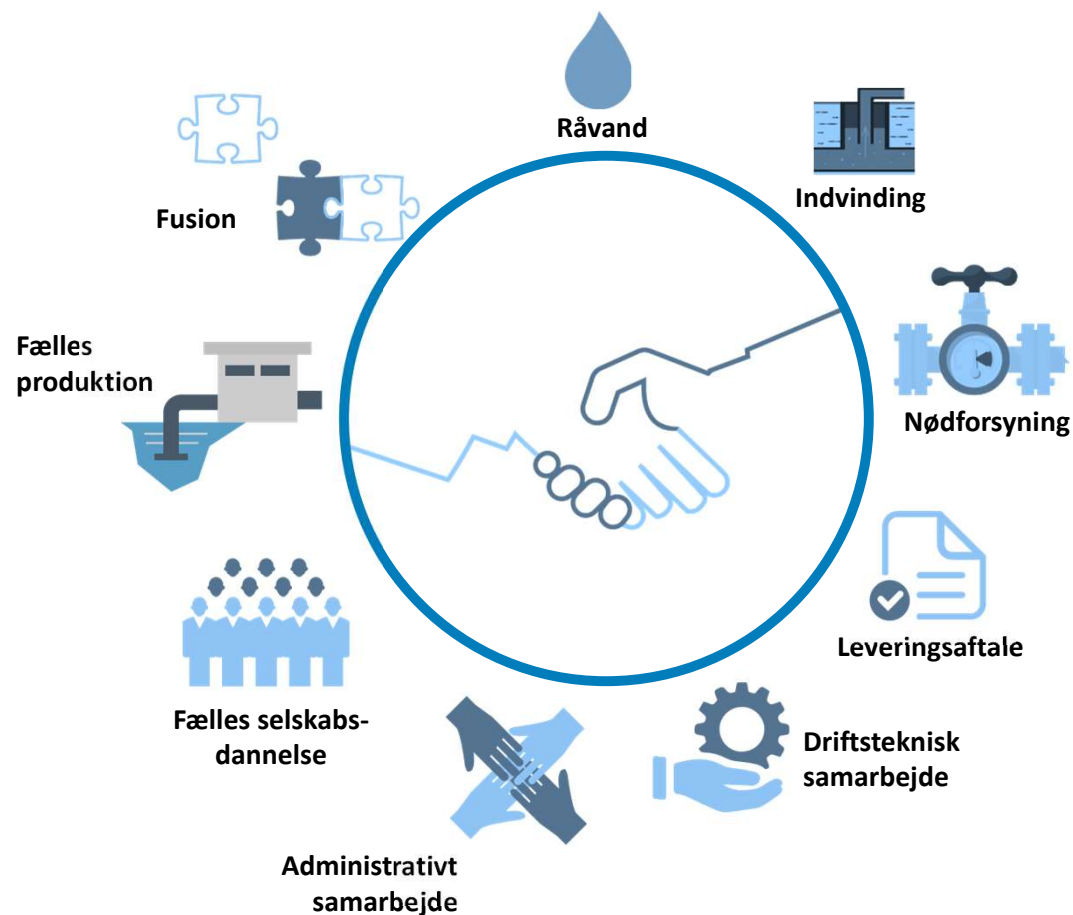 Råvand
Indvinding
Nødforsyning
Leveringsaftale
Driftsteknisk
samarbejde
Administrativt
samarbejde
Fælles selskabs-
dannelse
Fælles
produktion
Fusion